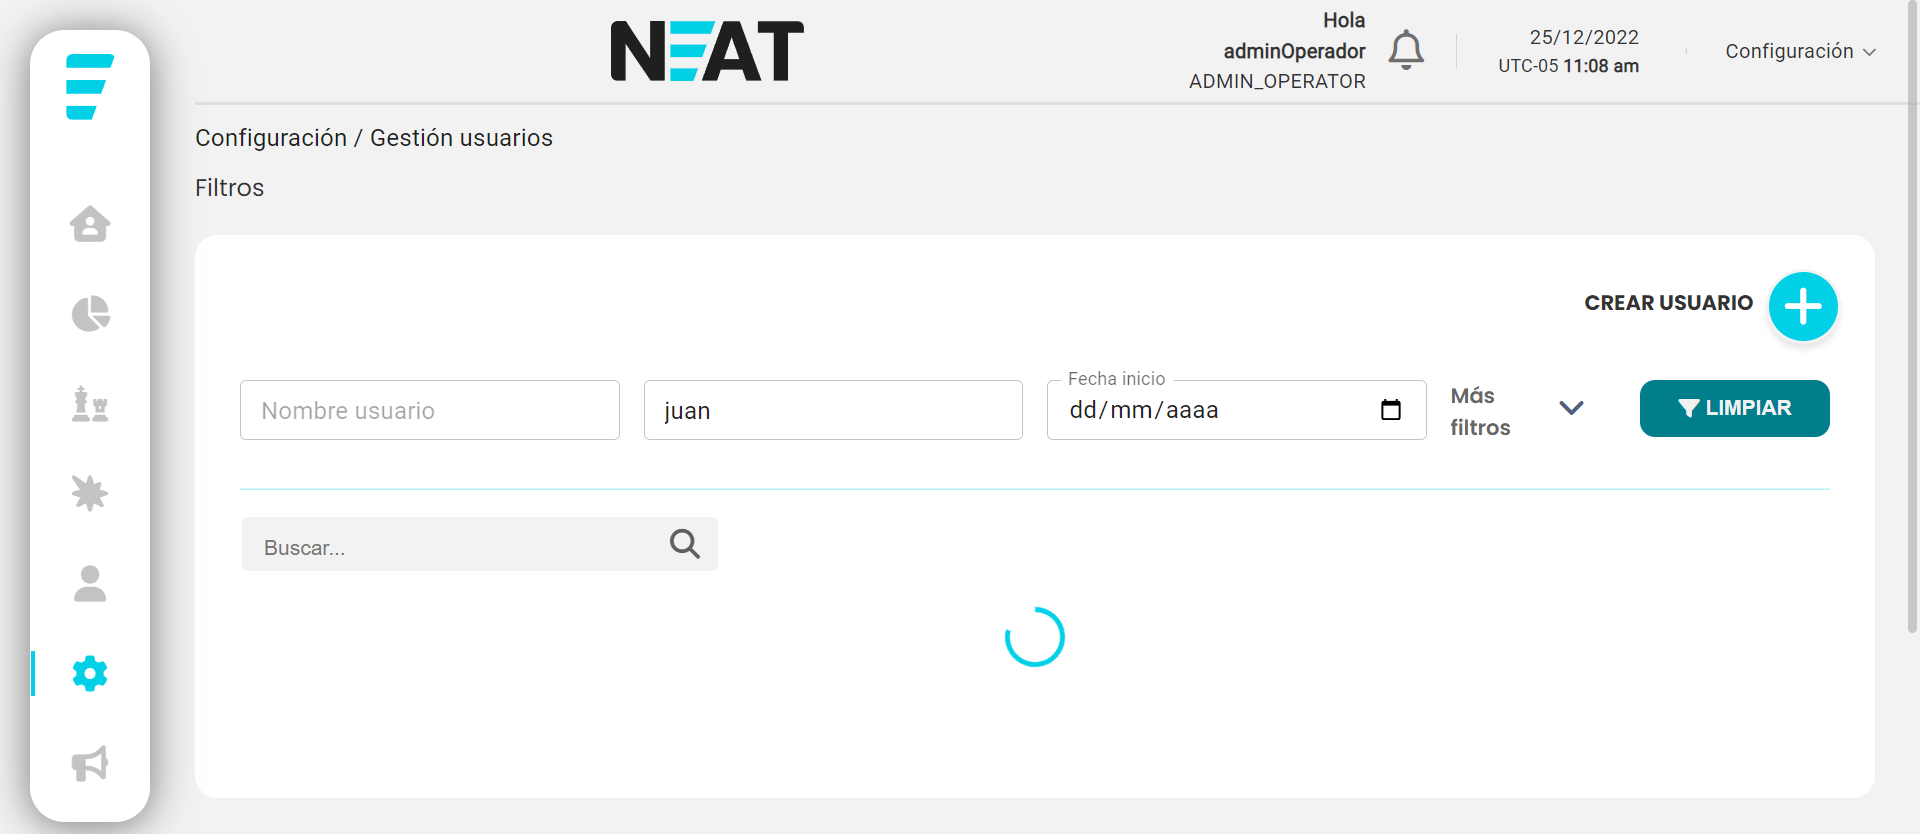 NEAT
Hola
adminOperador
ADMIN_OPERATOR
25/12/2022
UTC-05 11:08 am
Configuración
Configuración / Gestión usuarios
Filtros
CREAR USUARIO
Nombre usuario
juan
Fecha inicio
dd/mm/aaaa
Más
filtros
LIMPIAR
Buscar...